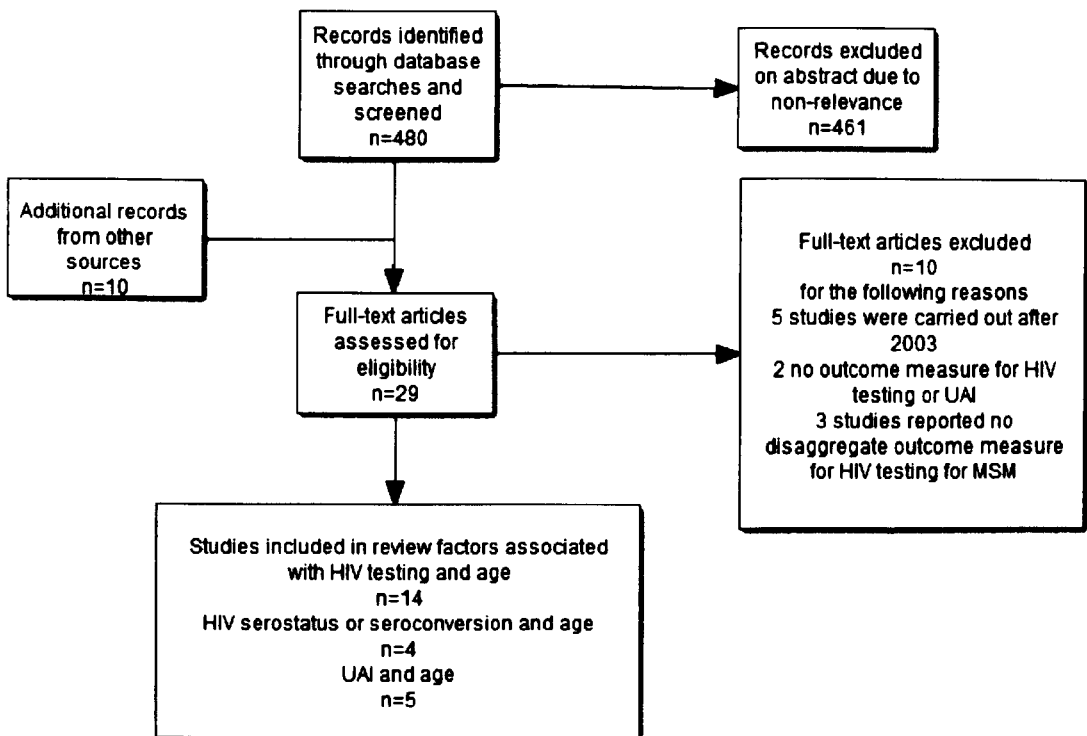 Records identified
through database
searches and
screened
n=480
Records excluded
on abstract due to
non-relevance
n=461
Additional records
from other
sources
n=10
Full-text articles
assessed for
eligibility
n=29
Full-text articles excluded
n=10
for the following reasons
5 studies were carried out after
2003
2 no outcome measure for HIV
testing or UAI
3 studies reported no
disaggregate outcome measure
for HIV testing for MSM
Studies included in review factors associated
with HIV testing and age
n=14
HIV serostatus or seroconversion and age
n=4
UAI and age
n=5